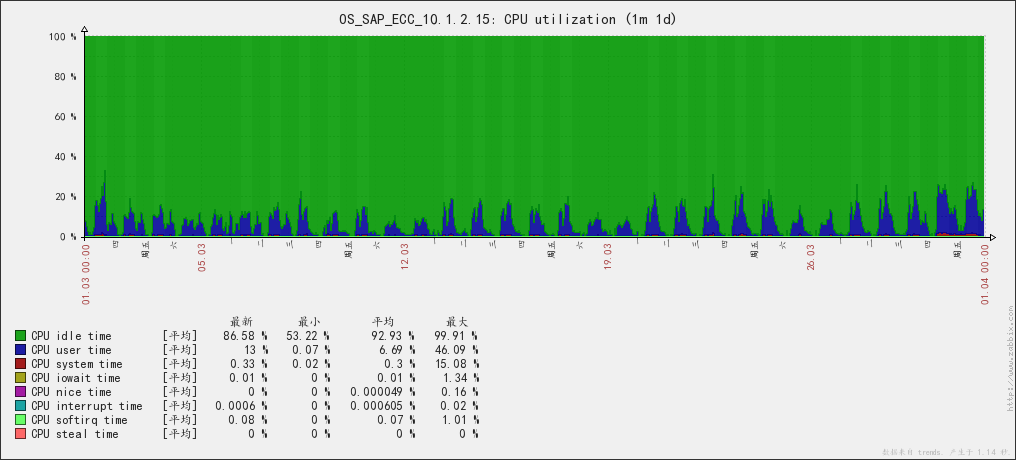 OS_SAP_ECC_10.1.2.15: CPU utilization (1m 1d)
100 %
80 %
60 %
40 %
20 %
0 %
01.03 00:00 四 周五 六 05.03 一 二 三 四 周五 六 12.03 一 二 三 四 周五 六 19.03 一 二 三 四 周五 六 26.03 一 二 三 四 周五 01.04 00:00
最新 最小 平均 最大
CPU idle time [平均] 86.58 % 53.22 % 92.93 % 99.91 %
CPU user time [平均] 13 % 0.07 % 6.69 % 46.09 %
CPU system time [平均] 0.33 % 0.02 % 0.3 % 15.08 %
CPU iowait time [平均] 0.01 % 0 % 0.01 % 1.34 %
CPU nice time [平均] 0 % 0 % 0.000049 % 0.16 %
CPU interrupt time [平均] 0.0006 % 0 % 0.000605 % 0.02 %
CPU softirq time [平均] 0.08 % 0 % 0.07 % 1.01 %
CPU steal time [平均] 0 % 0 % 0 % 0 %
http://www.zabbix.com
数据来自 trends. 产生于 1.14 秒.